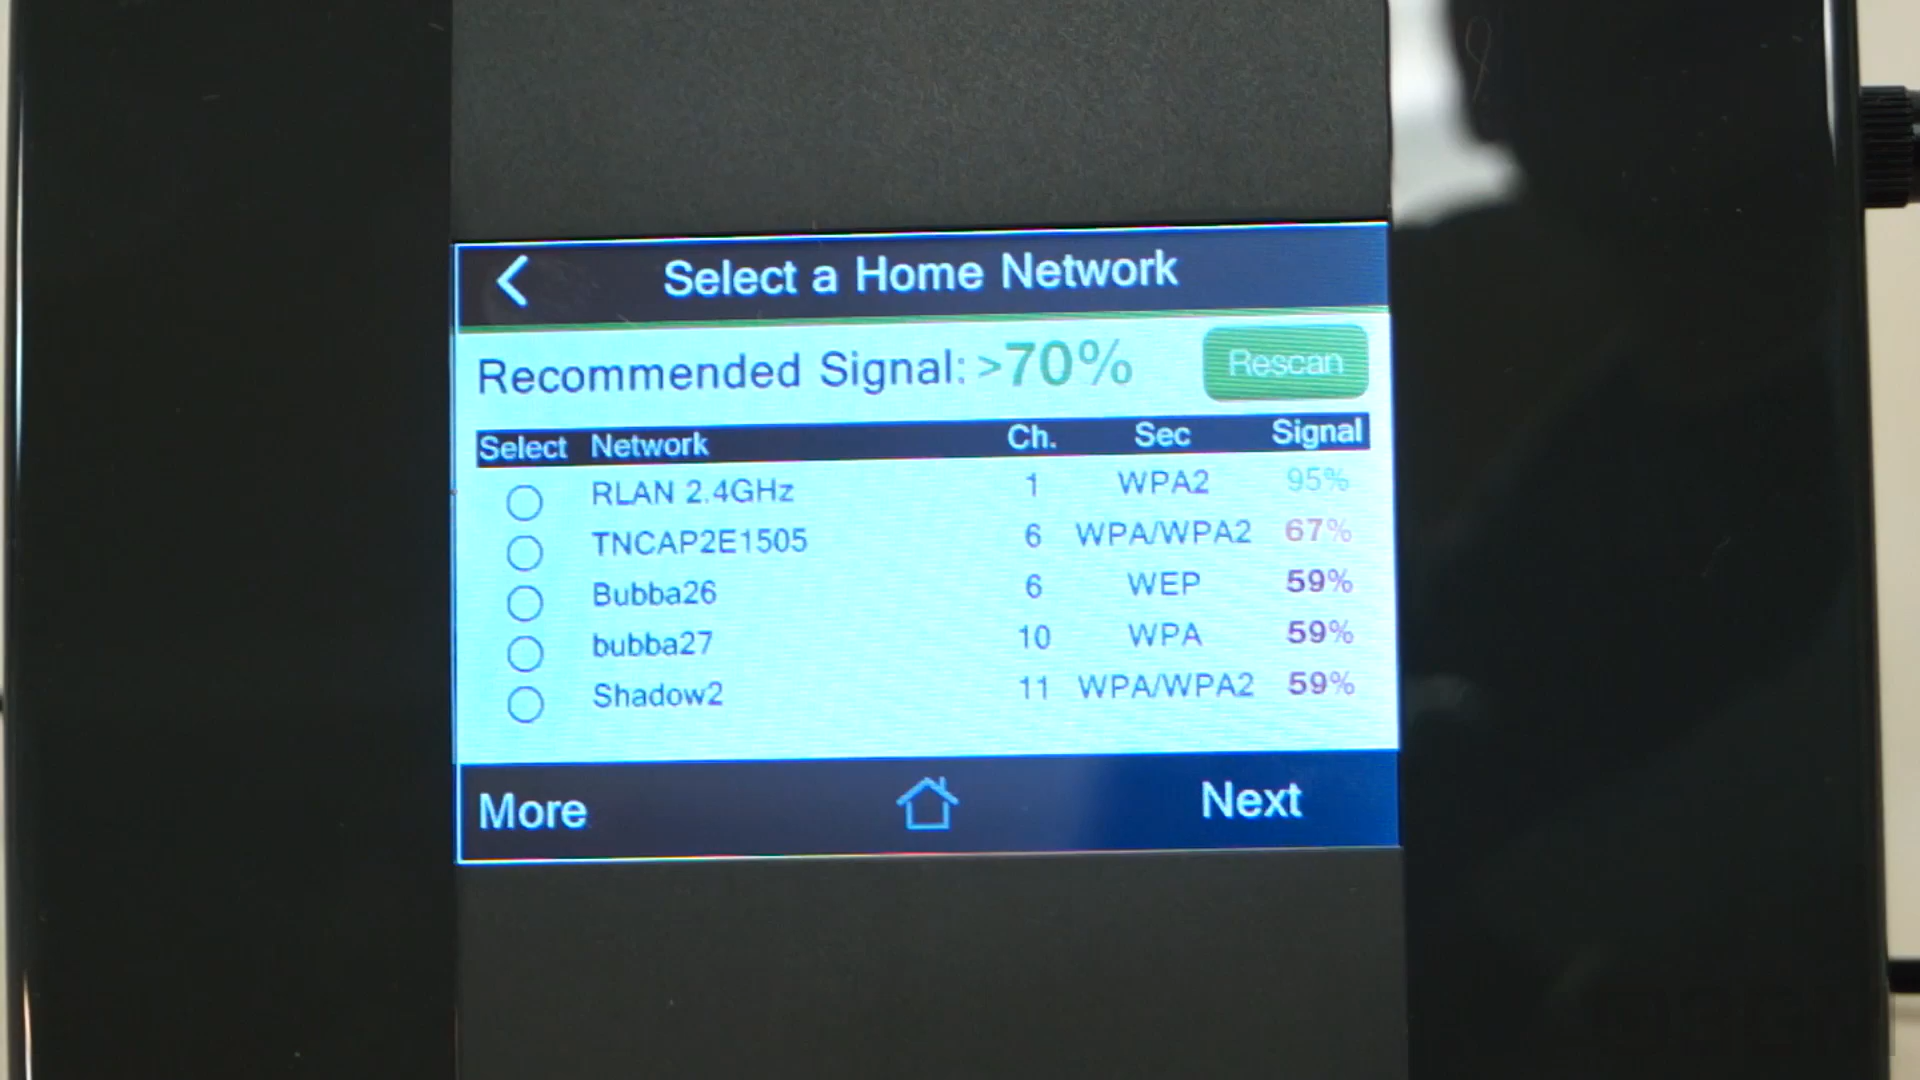 Select a Home Network
Recommended Signal: >70% Rescan
Select Network Ch. Sec Signal
RLAN 2.4GHz 1 WPA2 95%
TNCAP2E1505 6 WPA/WPA2 67%
Bubba26 6 WEP 59%
bubba27 10 WPA 59%
Shadow2 11 WPA/WPA2 59%
More Next